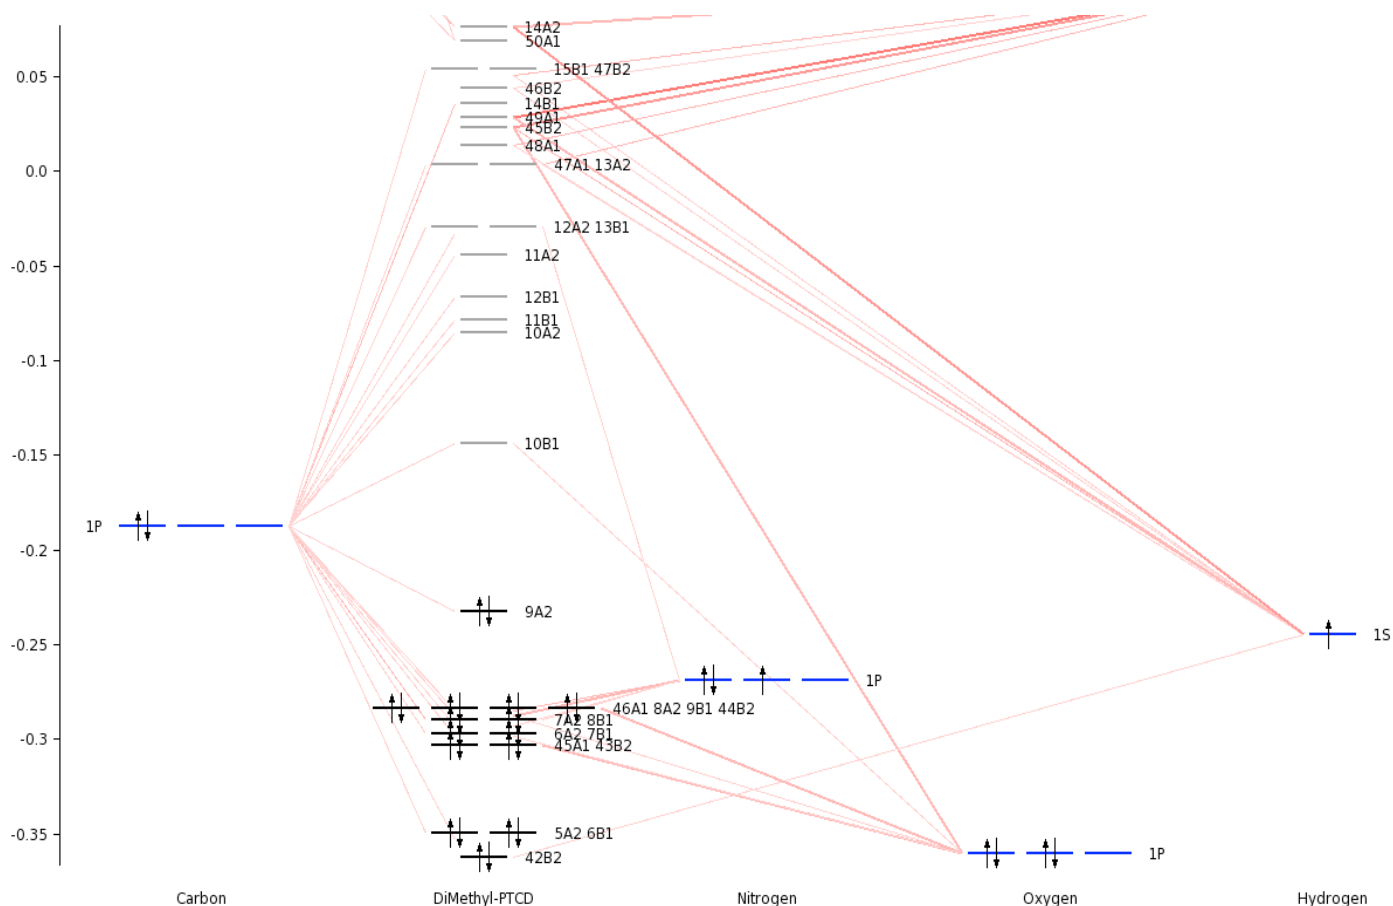 14A2
50A1
0.05
15B1 47B2
46B2
14B1
49A1
45B2
48A1
0.0
47A1 13A2
12A2 13B1
-0.05
11A2
12B1
11B1
10A2
-0.1
10B1
-0.15
1P
-0.2
9A2
1S
-0.25
1P
46A1 8A2 9B1 44B2
7A2 8B1
6A2 7B1
-0.3
45A1 43B2
-0.35
5A2 6B1
42B2
1P
Carbon DiMethyl-PTCD Nitrogen Oxygen Hydrogen